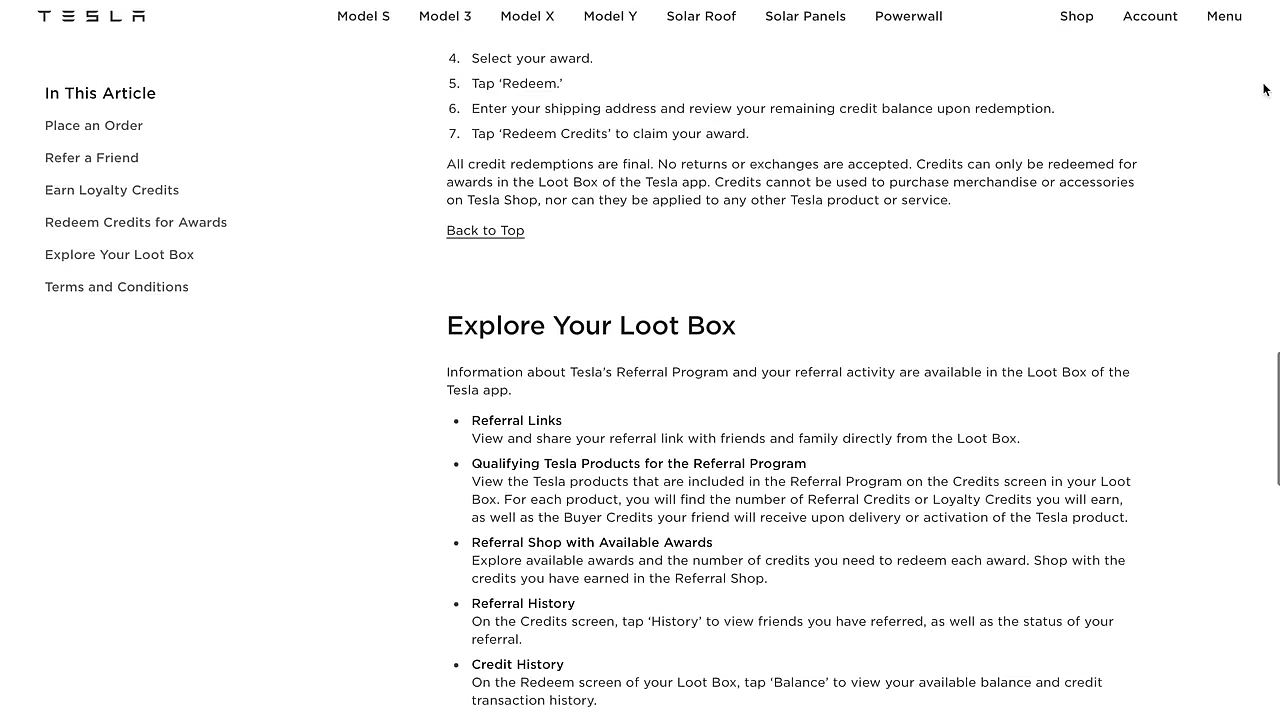 TESLA
Model S Model 3 Model X Model Y Solar Roof Solar Panels Powerwall Shop Account Menu
In This Article
Place an Order
Refer a Friend
Earn Loyalty Credits
Redeem Credits for Awards
Explore Your Loot Box
Terms and Conditions
4. Select your award.
5. Tap ‘Redeem.’
6. Enter your shipping address and review your remaining credit balance upon redemption.
7. Tap ‘Redeem Credits’ to claim your award.
All credit redemptions are final. No returns or exchanges are accepted. Credits can only be redeemed for
awards in the Loot Box of the Tesla app. Credits cannot be used to purchase merchandise or accessories
on Tesla Shop, nor can they be applied to any other Tesla product or service.
Back to Top
Explore Your Loot Box
Information about Tesla’s Referral Program and your referral activity are available in the Loot Box of the
Tesla app.
• Referral Links
View and share your referral link with friends and family directly from the Loot Box.
• Qualifying Tesla Products for the Referral Program
View the Tesla products that are included in the Referral Program on the Credits screen in your Loot
Box. For each product, you will find the number of Referral Credits or Loyalty Credits you will earn,
as well as the Buyer Credits your friend will receive upon delivery or activation of the Tesla product.
• Referral Shop with Available Awards
Explore available awards and the number of credits you need to redeem each award. Shop with the
credits you have earned in the Referral Shop.
• Referral History
On the Credits screen, tap ‘History’ to view friends you have referred, as well as the status of your
referral.
• Credit History
On the Redeem screen of your Loot Box, tap ‘Balance’ to view your available balance and credit
transaction history.